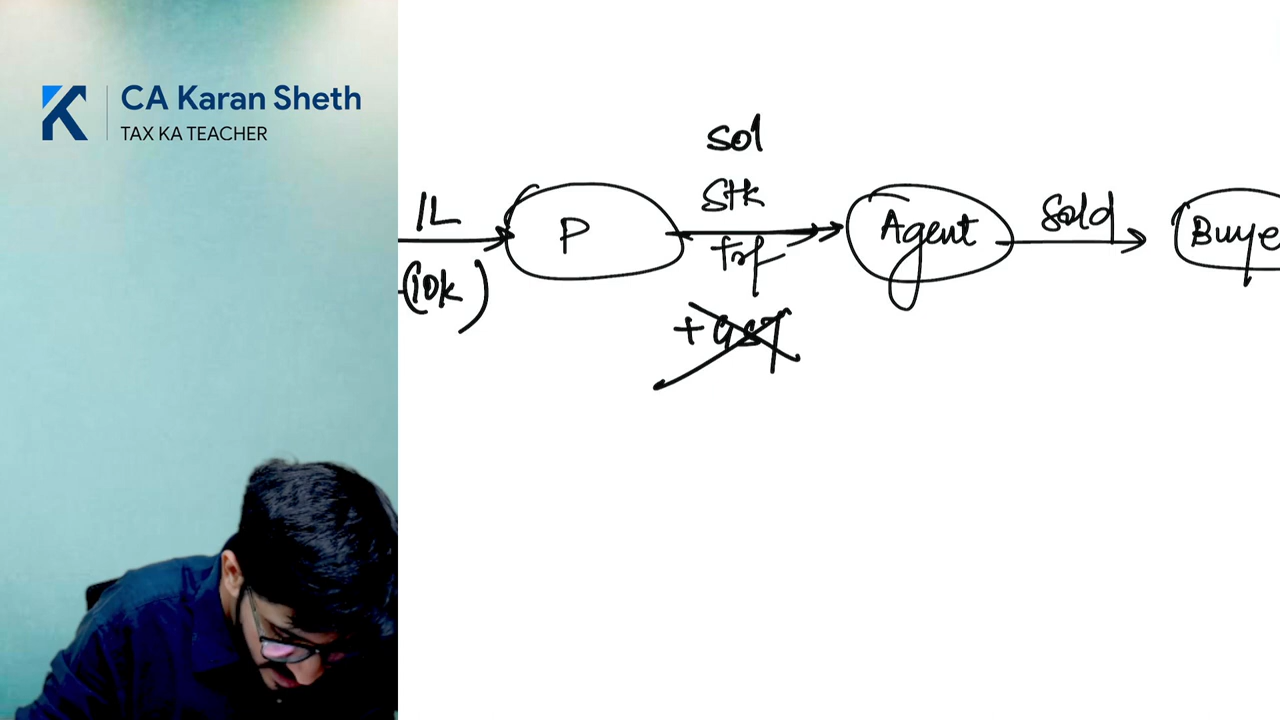 CA Karan Sheth
TAX KA TEACHER
1L
(10k)
P
Sol
Stk
Trf
+ GST
Agent
Sold
Buye